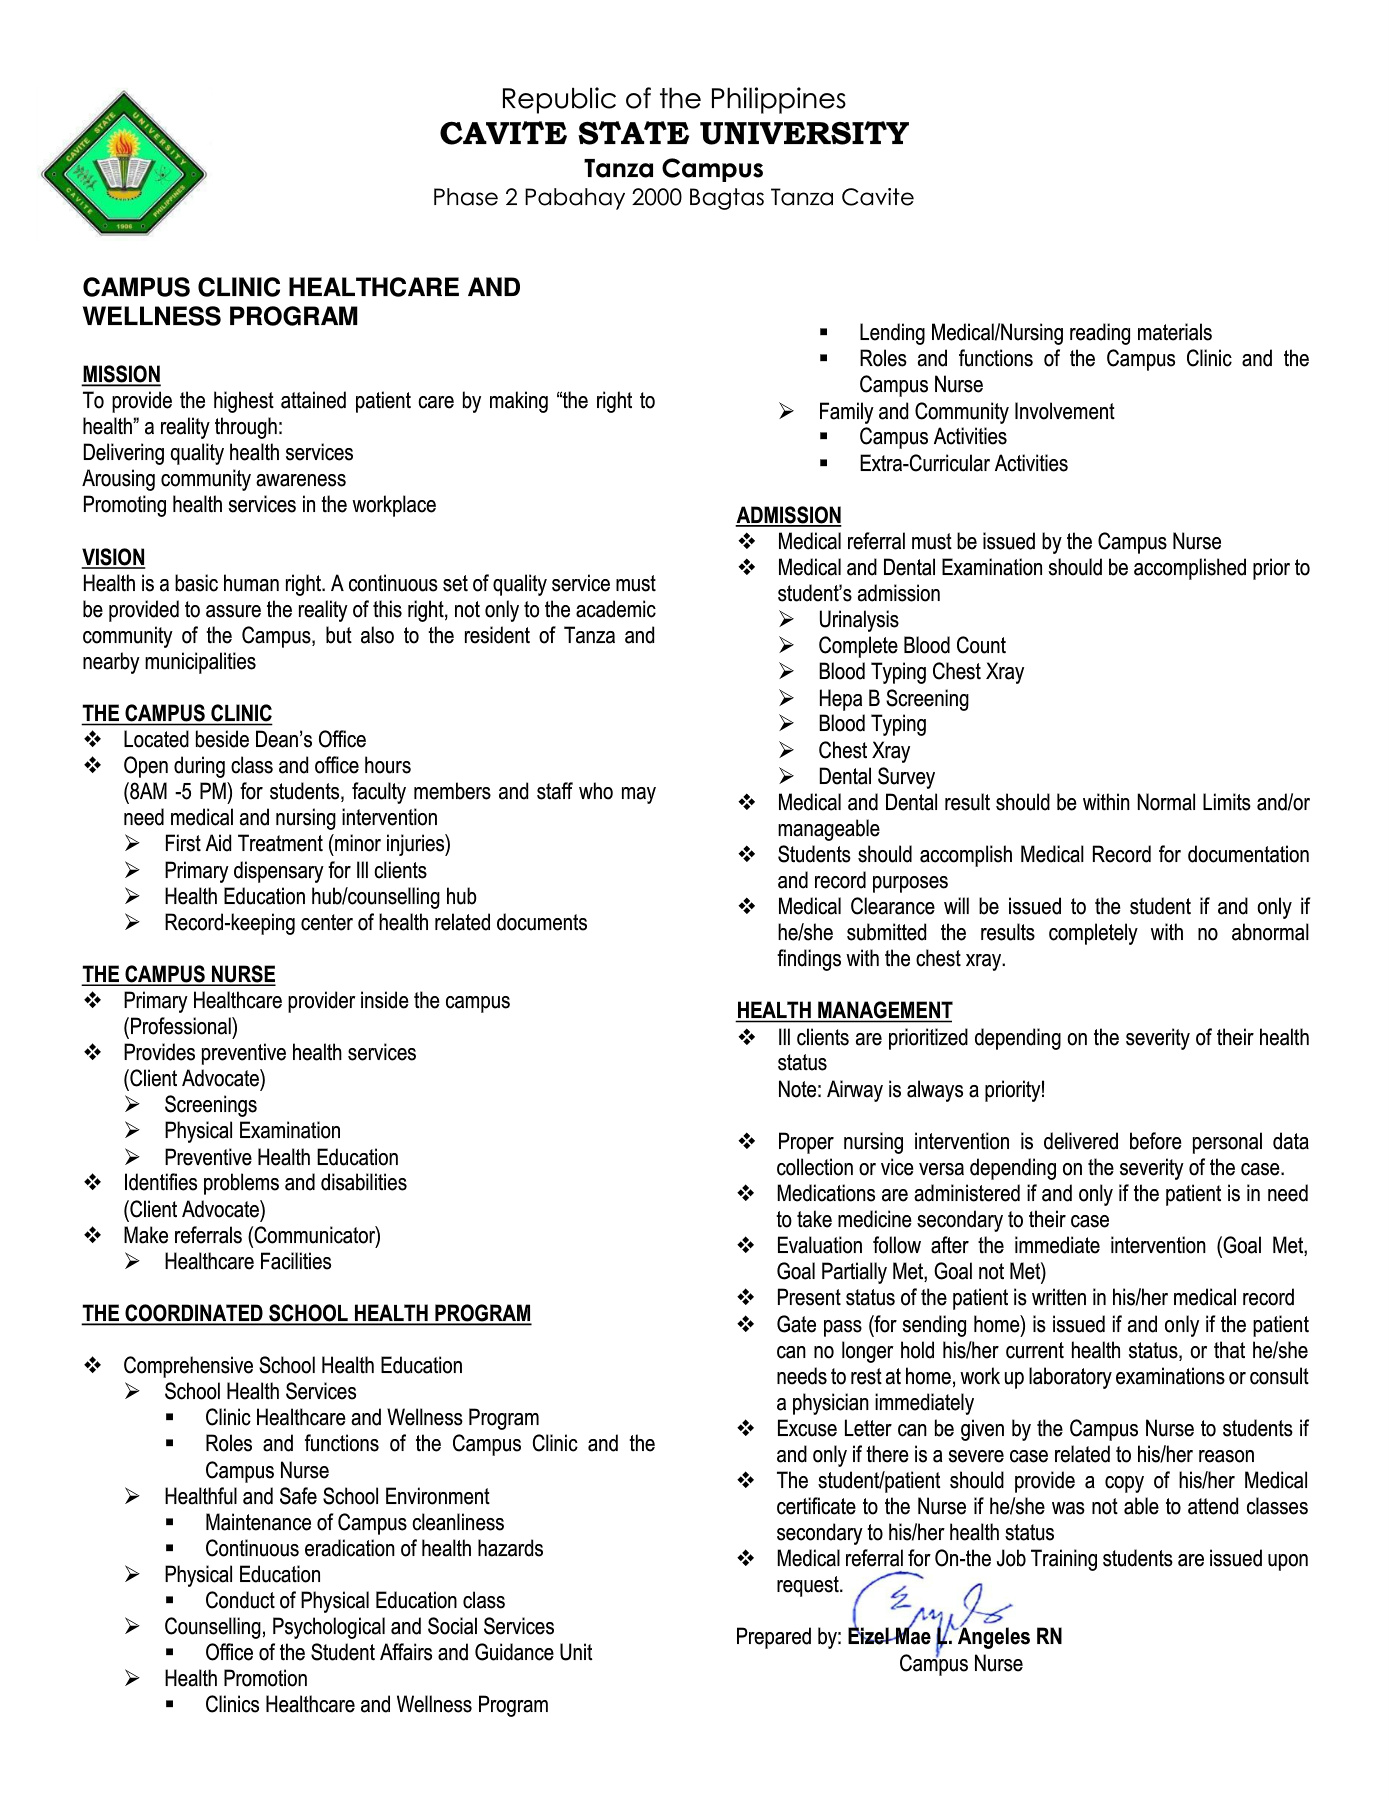 Republic of the Philippines
CAVITE STATE UNIVERSITY
Tanza Campus
Phase 2 Pabahay 2000 Bagtas Tanza Cavite
CAVITE STATE UNIVERSITY
CAVITE PHILIPPINES
1906
CAMPUS CLINIC HEALTHCARE AND
WELLNESS PROGRAM
MISSION
To provide the highest attained patient care by making “the right to
health” a reality through:
Delivering quality health services
Arousing community awareness
Promoting health services in the workplace
VISION
Health is a basic human right. A continuous set of quality service must
be provided to assure the reality of this right, not only to the academic
community of the Campus, but also to the resident of Tanza and
nearby municipalities
THE CAMPUS CLINIC
❖ Located beside Dean’s Office
❖ Open during class and office hours
(8AM -5 PM) for students, faculty members and staff who may
need medical and nursing intervention
➢ First Aid Treatment (minor injuries)
➢ Primary dispensary for Ill clients
➢ Health Education hub/counselling hub
➢ Record-keeping center of health related documents
THE CAMPUS NURSE
❖ Primary Healthcare provider inside the campus
(Professional)
❖ Provides preventive health services
(Client Advocate)
➢ Screenings
➢ Physical Examination
➢ Preventive Health Education
❖ Identifies problems and disabilities
(Client Advocate)
❖ Make referrals (Communicator)
➢ Healthcare Facilities
THE COORDINATED SCHOOL HEALTH PROGRAM
❖ Comprehensive School Health Education
➢ School Health Services
▪ Clinic Healthcare and Wellness Program
▪ Roles and functions of the Campus Clinic and the
Campus Nurse
➢ Healthful and Safe School Environment
▪ Maintenance of Campus cleanliness
▪ Continuous eradication of health hazards
➢ Physical Education
▪ Conduct of Physical Education class
➢ Counselling, Psychological and Social Services
▪ Office of the Student Affairs and Guidance Unit
➢ Health Promotion
▪ Clinics Healthcare and Wellness Program
▪ Lending Medical/Nursing reading materials
▪ Roles and functions of the Campus Clinic and the
Campus Nurse
➢ Family and Community Involvement
▪ Campus Activities
▪ Extra-Curricular Activities
ADMISSION
❖ Medical referral must be issued by the Campus Nurse
❖ Medical and Dental Examination should be accomplished prior to
student’s admission
➢ Urinalysis
➢ Complete Blood Count
➢ Blood Typing Chest Xray
➢ Hepa B Screening
➢ Blood Typing
➢ Chest Xray
➢ Dental Survey
❖ Medical and Dental result should be within Normal Limits and/or
manageable
❖ Students should accomplish Medical Record for documentation
and record purposes
❖ Medical Clearance will be issued to the student if and only if
he/she submitted the results completely with no abnormal
findings with the chest xray.
HEALTH MANAGEMENT
❖ Ill clients are prioritized depending on the severity of their health
status
Note: Airway is always a priority!
❖ Proper nursing intervention is delivered before personal data
collection or vice versa depending on the severity of the case.
❖ Medications are administered if and only if the patient is in need
to take medicine secondary to their case
❖ Evaluation follow after the immediate intervention (Goal Met,
Goal Partially Met, Goal not Met)
❖ Present status of the patient is written in his/her medical record
❖ Gate pass (for sending home) is issued if and only if the patient
can no longer hold his/her current health status, or that he/she
needs to rest at home, work up laboratory examinations or consult
a physician immediately
❖ Excuse Letter can be given by the Campus Nurse to students if
and only if there is a severe case related to his/her reason
❖ The student/patient should provide a copy of his/her Medical
certificate to the Nurse if he/she was not able to attend classes
secondary to his/her health status
❖ Medical referral for On-the Job Training students are issued upon
request.
Prepared by: Eizel Mae L. Angeles RN
Campus Nurse